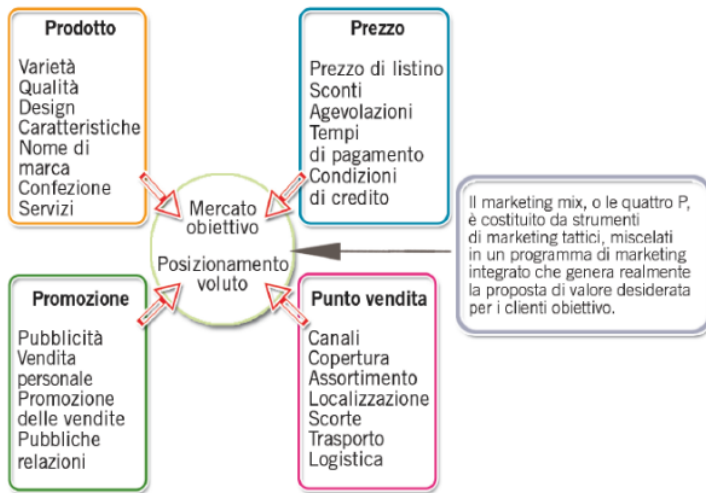 Prodotto
Varietà
Qualità
Design
Caratteristiche
Nome di
marca
Confezione
Servizi
Prezzo
Prezzo di listino
Sconti
Agevolazioni
Tempi
di pagamento
Condizioni
di credito
Mercato
obiettivo
Posizionamento
voluto
Il marketing mix, o le quattro P,
è costituito da strumenti
di marketing tattici, miscelati
in un programma di marketing
integrato che genera realmente
la proposta di valore desiderata
per i clienti obiettivo.
Promozione
Pubblicità
Vendita
personale
Promozione
delle vendite
Pubbliche
relazioni
Punto vendita
Canali
Copertura
Assortimento
Localizzazione
Scorte
Trasporto
Logistica